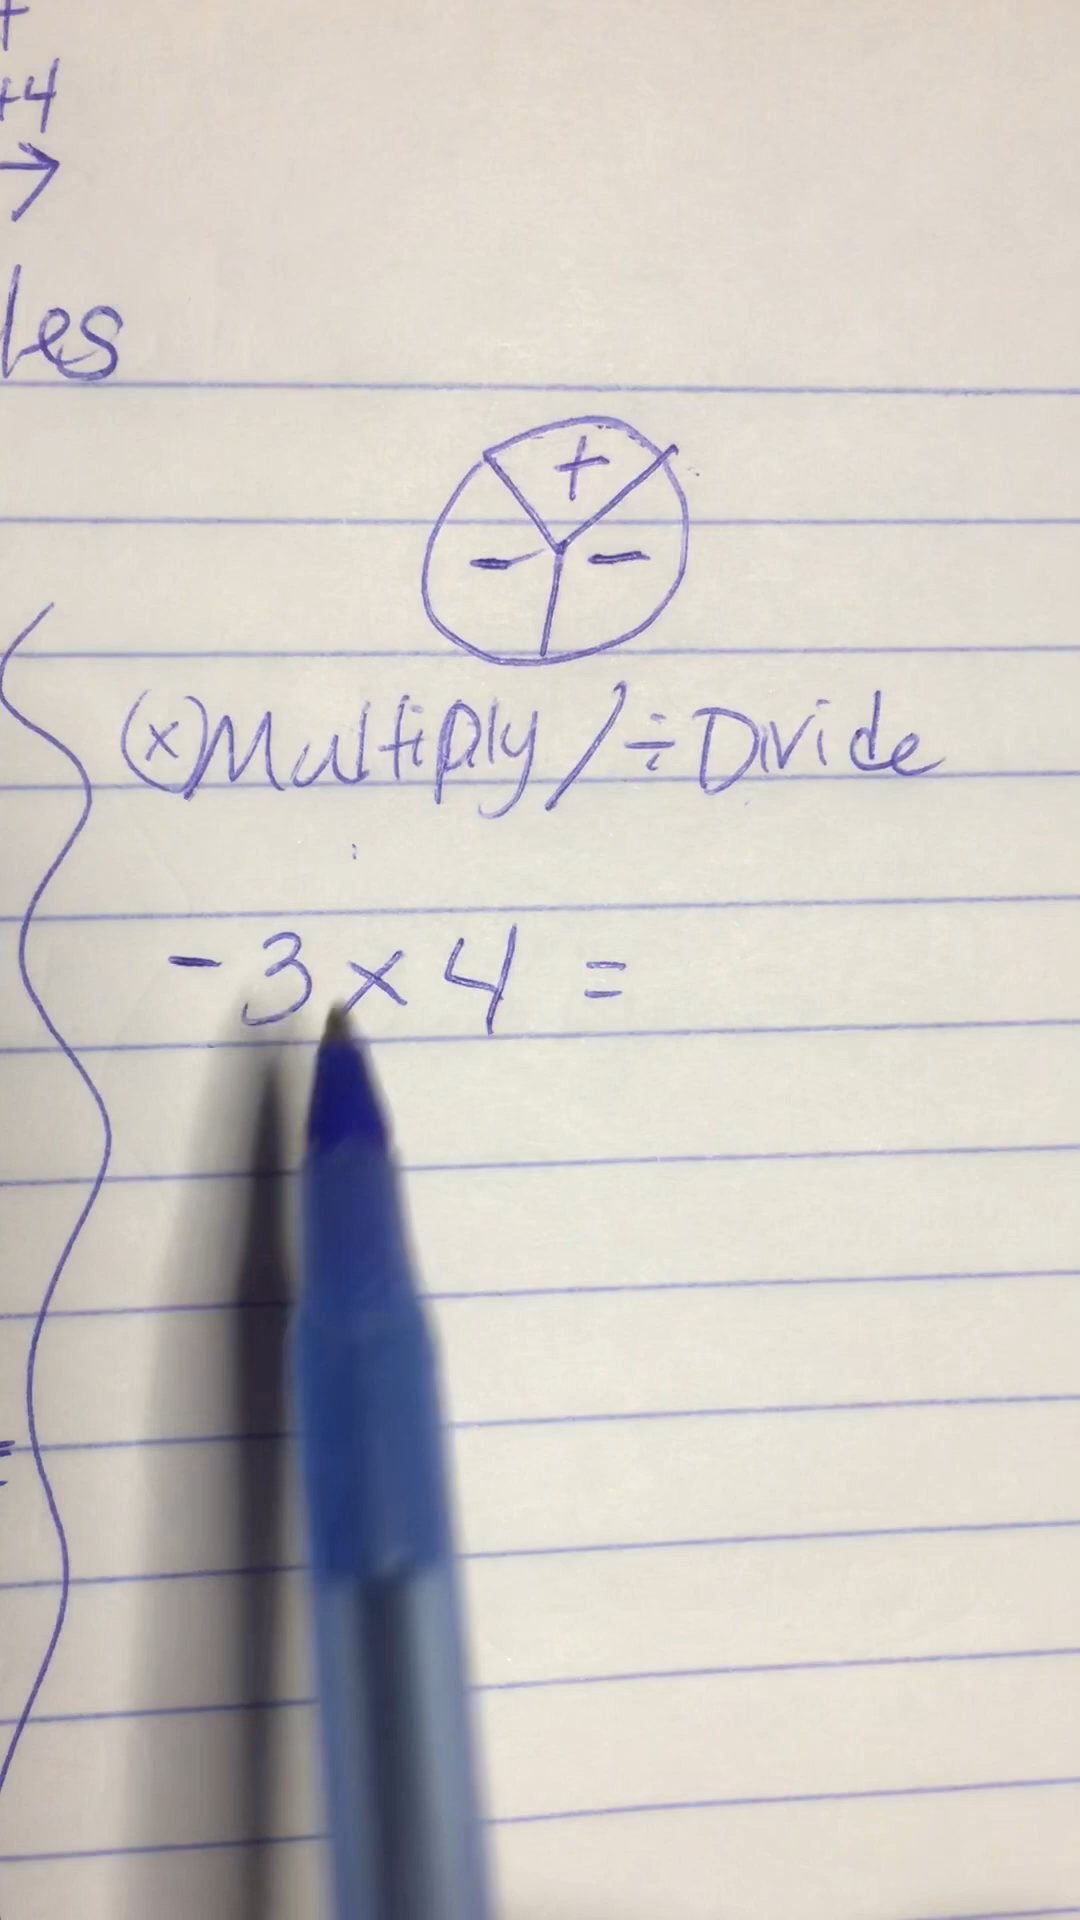 +
+4
→
les
+
- -
(x) Multiply / ÷ Divide
-3 x 4 =
=